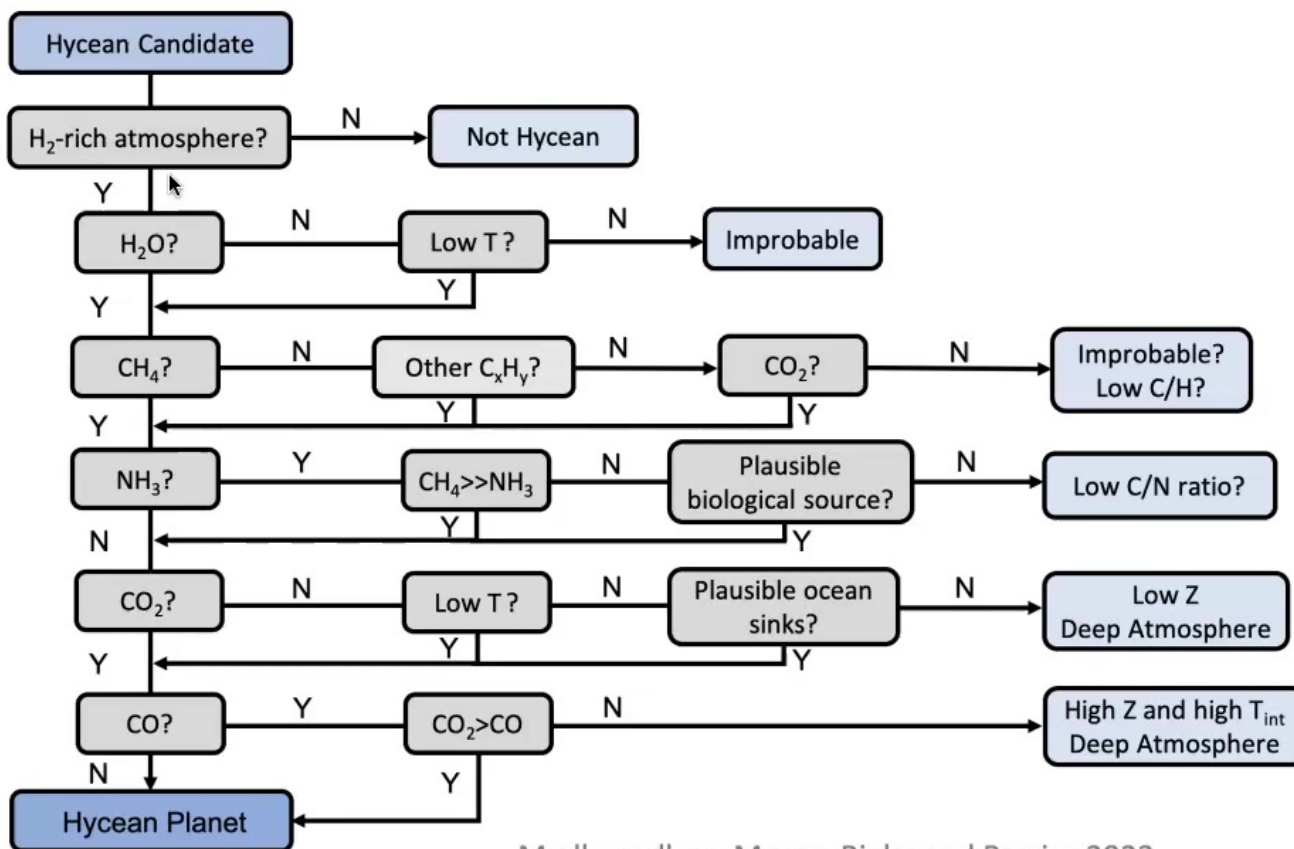 Hycean Candidate
H₂-rich atmosphere?
N
Not Hycean
Y
H₂O?
N
Low T?
N
Improbable
Y
Y
CH₄?
N
Other CₓHᵧ?
N
CO₂?
N
Improbable?
Low C/H?
Y
Y
Y
NH₃?
Y
CH₄>>NH₃
N
Plausible
biological source?
N
Low C/N ratio?
N
Y
Y
CO₂?
N
Low T?
N
Plausible ocean
sinks?
N
Low Z
Deep Atmosphere
Y
Y
Y
CO?
Y
CO₂>CO
N
High Z and high Tint
Deep Atmosphere
N
Y
Hycean Planet